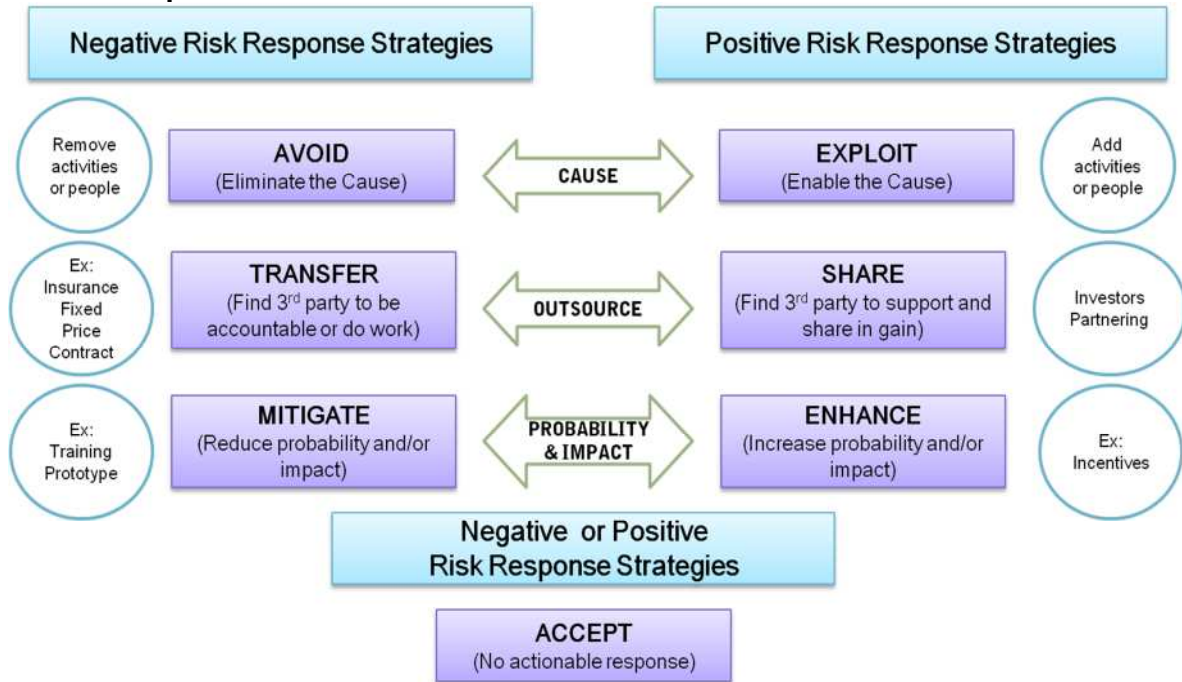 Negative Risk Response Strategies
Positive Risk Response Strategies
Remove
activities
or people
AVOID
(Eliminate the Cause)
CAUSE
EXPLOIT
(Enable the Cause)
Add
activities
or people
Ex:
Insurance
Fixed
Price
Contract
TRANSFER
(Find 3rd party to be
accountable or do work)
OUTSOURCE
SHARE
(Find 3rd party to support and
share in gain)
Investors
Partnering
Ex:
Training
Prototype
MITIGATE
(Reduce probability and/or
impact)
PROBABILITY
& IMPACT
ENHANCE
(Increase probability and/or
impact)
Ex:
Incentives
Negative or Positive
Risk Response Strategies
ACCEPT
(No actionable response)